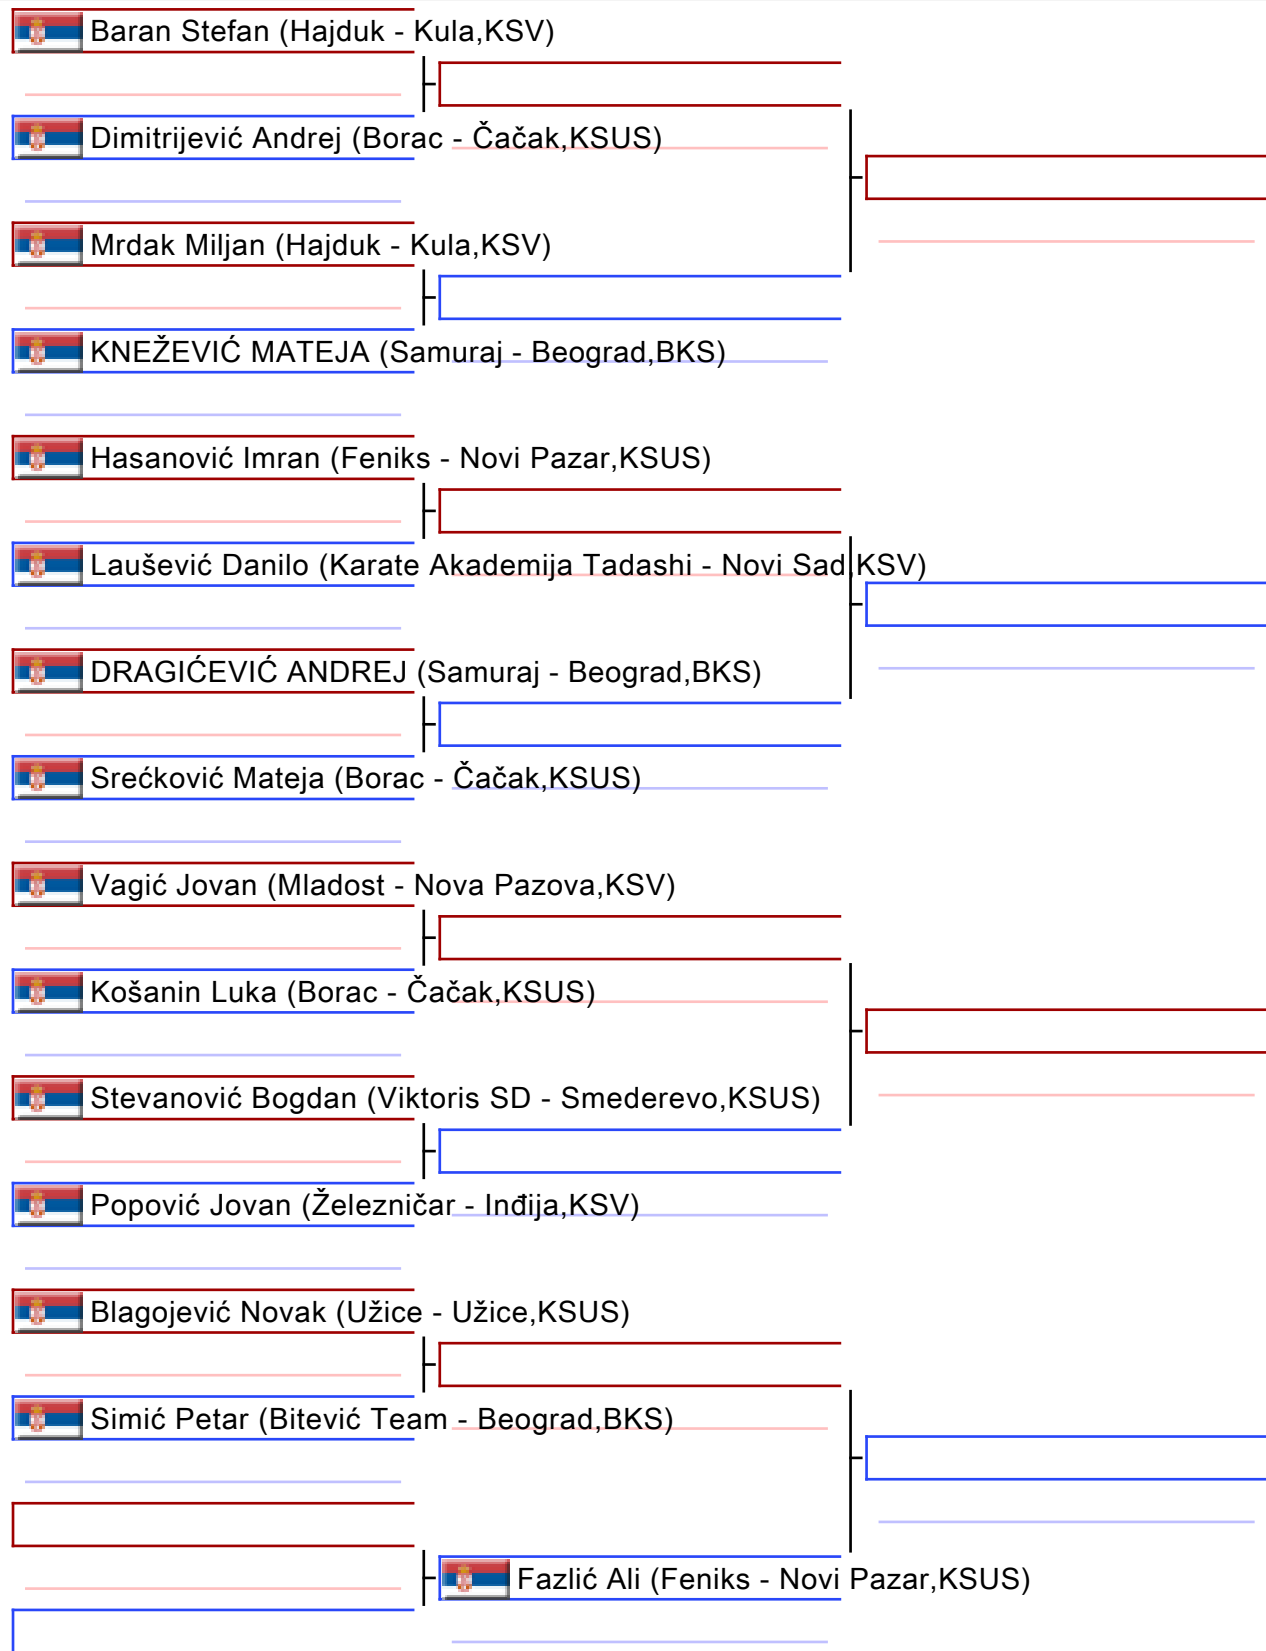 Baran Stefan (Hajduk - Kula,KSV)
Dimitrijević Andrej (Borac - Čačak,KSUS)
Mrdak Miljan (Hajduk - Kula,KSV)
KNEŽEVIĆ MATEJA (Samuraj - Beograd,BKS)
Hasanović Imran (Feniks - Novi Pazar,KSUS)
Laušević Danilo (Karate Akademija Tadashi - Novi Sad,KSV)
DRAGIĆEVIĆ ANDREJ (Samuraj - Beograd,BKS)
Srećković Mateja (Borac - Čačak,KSUS)
Vagić Jovan (Mladost - Nova Pazova,KSV)
Košanin Luka (Borac - Čačak,KSUS)
Stevanović Bogdan (Viktoris SD - Smederevo,KSUS)
Popović Jovan (Železničar - Inđija,KSV)
Blagojević Novak (Užice - Užice,KSUS)
Simić Petar (Bitević Team - Beograd,BKS)
Fazlić Ali (Feniks - Novi Pazar,KSUS)